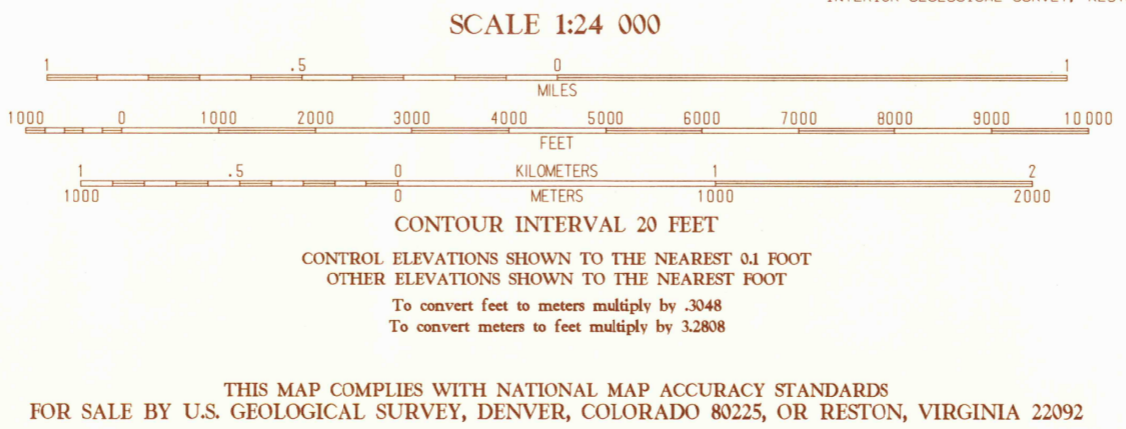 INTERIOR GEOLOGICAL SURVEY, REST
SCALE 1:24 000
1 .5 0 1
MILES
1000 0 1000 2000 3000 4000 5000 6000 7000 8000 9000 10 000
FEET
1 .5 0 KILOMETERS 1 2
1000 0 METERS 1000 2000
CONTOUR INTERVAL 20 FEET
CONTROL ELEVATIONS SHOWN TO THE NEAREST 0.1 FOOT
OTHER ELEVATIONS SHOWN TO THE NEAREST FOOT
To convert feet to meters multiply by .3048
To convert meters to feet multiply by 3.2808
THIS MAP COMPLIES WITH NATIONAL MAP ACCURACY STANDARDS
FOR SALE BY U.S. GEOLOGICAL SURVEY, DENVER, COLORADO 80225, OR RESTON, VIRGINIA 22092